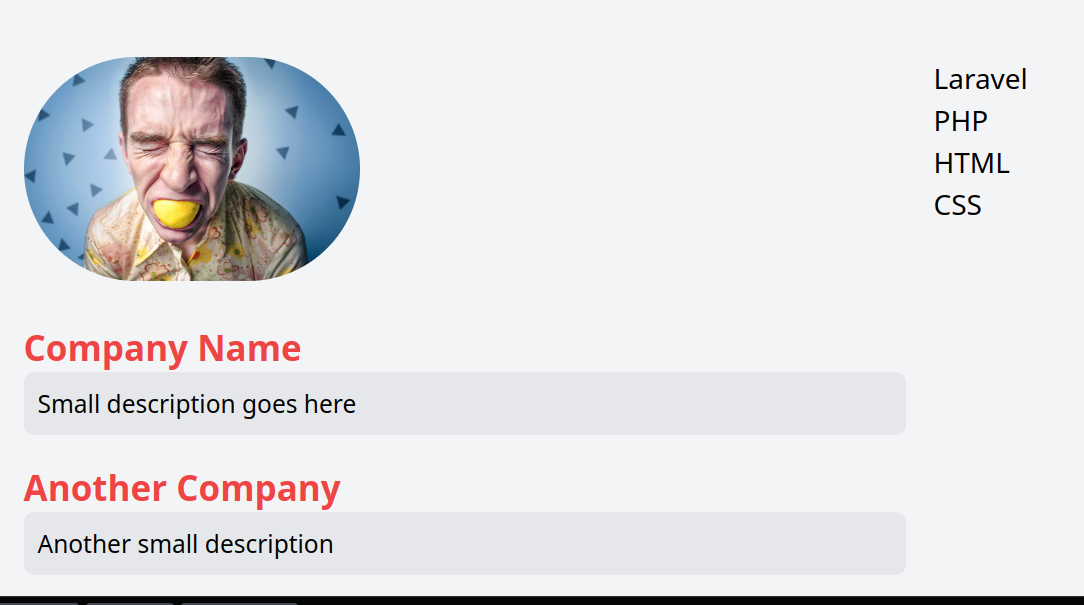 Laravel
PHP
HTML
CSS
Company Name
Small description goes here
Another Company
Another small description